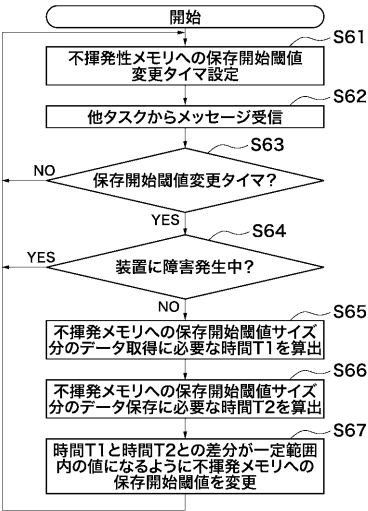 開始
S61
不揮発性メモリへの保存開始閾値
変更タイマ設定
S62
他タスクからメッセージ受信
S63
保存開始閾値変更タイマ?
NO
YES
S64
装置に障害発生中?
YES
NO
S65
不揮発メモリへの保存開始閾値サイズ
分のデータ取得に必要な時間T1を算出
S66
不揮発メモリへの保存開始閾値サイズ
分のデータ保存に必要な時間T2を算出
S67
時間T1と時間T2との差分が一定範囲
内の値になるように不揮発メモリへの
保存開始閾値を変更